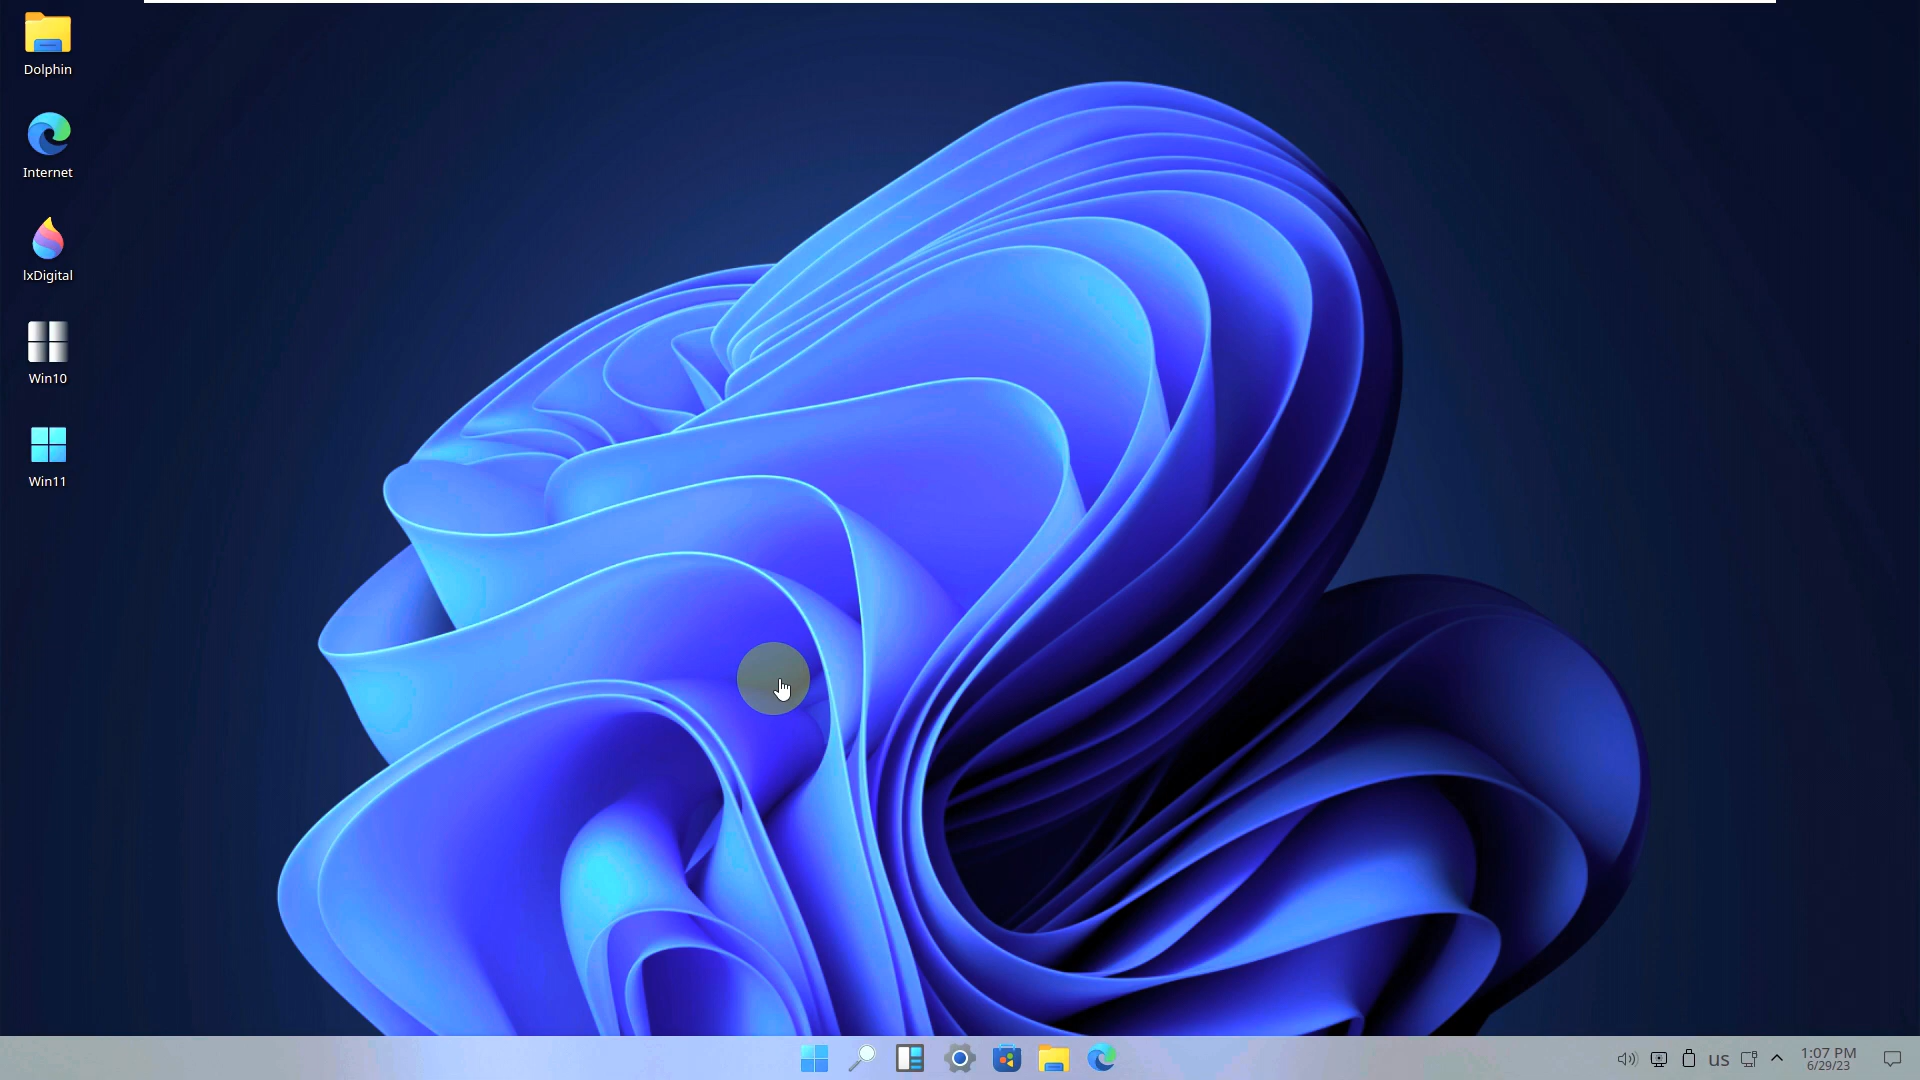 Dolphin
Internet
lxDigital
Win10
Win11
us
1:07 PM
6/29/23